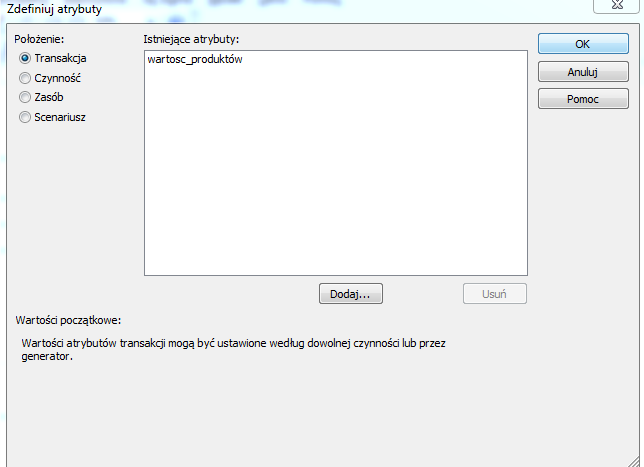 Zdefiniuj atrybuty
Położenie:
Transakcja
Czynność
Zasób
Scenariusz
Istniejące atrybuty:
wartosc_produktów
OK
Anuluj
Pomoc
Dodaj...
Usuń
Wartości początkowe:
Wartości atrybutów transakcji mogą być ustawione według dowolnej czynności lub przez
generator.